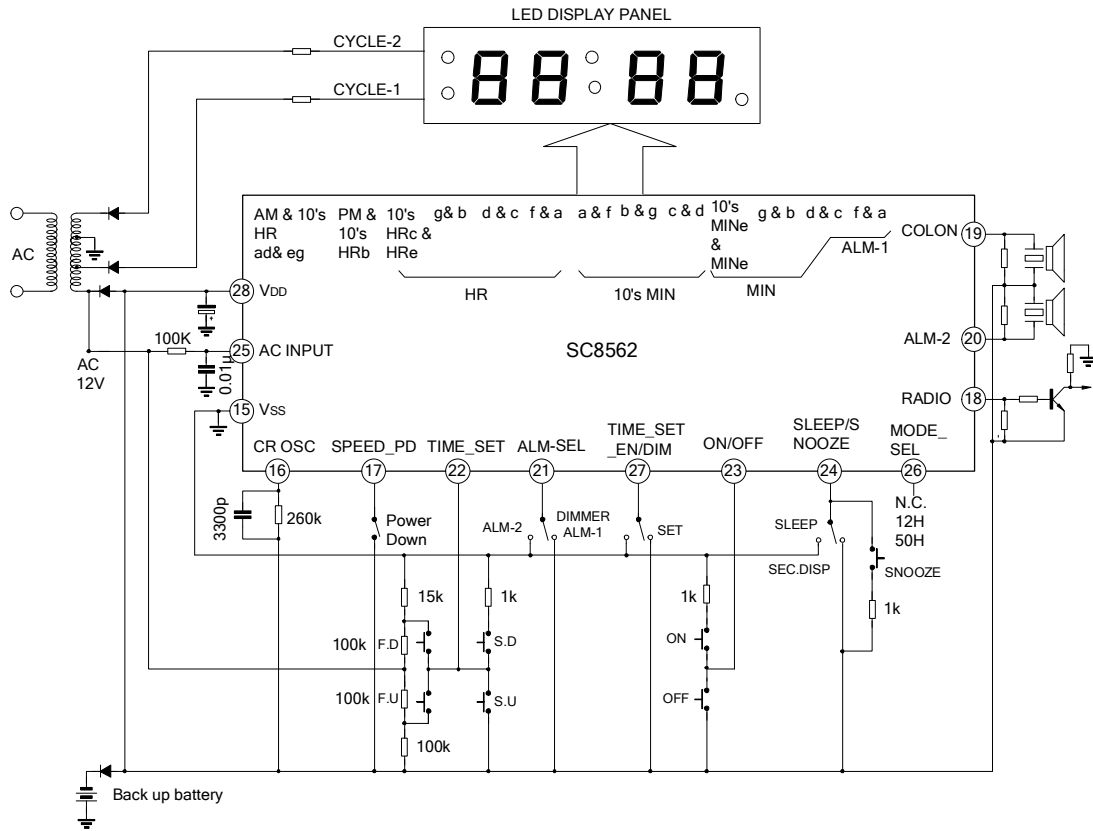 LED DISPLAY PANEL
CYCLE-2
CYCLE-1
AC
AM & 10's
HR
ad& eg
PM &
10's
HRb
10's
HRc &
HRe
g& b d & c f & a
HR
a & f b & g c & d
10's MIN
10's
MINe
&
MINe
g & b d & c f & a
MIN
ALM-1
COLON
19
28
VDD
100K
25
AC INPUT
0.01µ
AC
12V
SC8562
ALM-2
20
15
VSS
RADIO
18
CR OSC
SPEED_PD
TIME_SET
ALM-SEL
TIME_SET
_EN/DIM
ON/OFF
SLEEP/S
NOOZE
MODE_
SEL
16
17
22
21
27
23
24
26
3300p
260k
Power
Down
ALM-2
DIMMER
ALM-1
SET
SLEEP
SEC.DISP
N.C.
12H
50H
SNOOZE
15k
1k
1k
1k
100k
F.D
S.D
ON
100k
F.U
S.U
OFF
100k
Back up battery